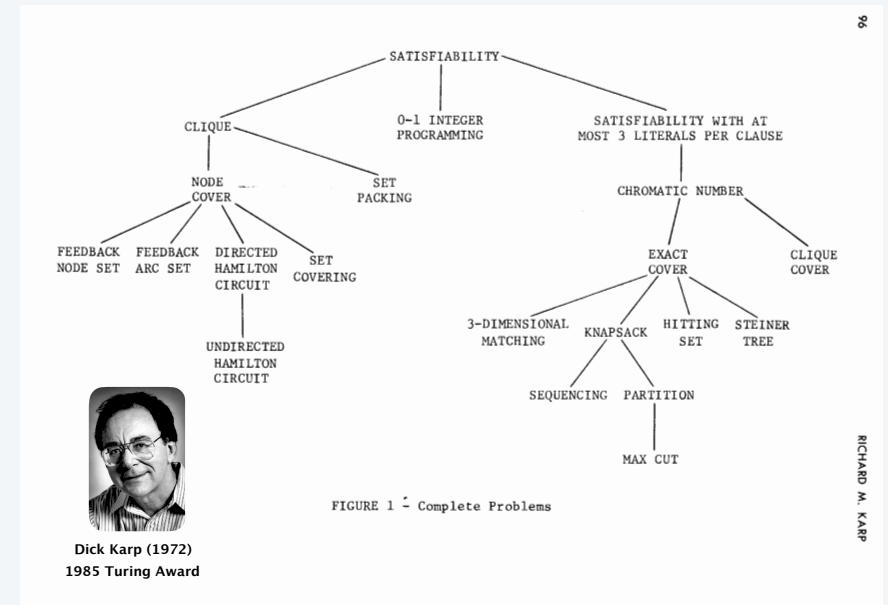 96
SATISFIABILITY
CLIQUE
0-1 INTEGER
PROGRAMMING
SATISFIABILITY WITH AT
MOST 3 LITERALS PER CLAUSE
NODE
COVER
SET
PACKING
CHROMATIC NUMBER
FEEDBACK
NODE SET
FEEDBACK
ARC SET
DIRECTED
HAMILTON
CIRCUIT
SET
COVERING
EXACT
COVER
CLIQUE
COVER
3-DIMENSIONAL
MATCHING
KNAPSACK
HITTING
SET
STEINER
TREE
UNDIRECTED
HAMILTON
CIRCUIT
SEQUENCING
PARTITION
MAX CUT
FIGURE 1 - Complete Problems
RICHARD M. KARP
Dick Karp (1972)
1985 Turing Award